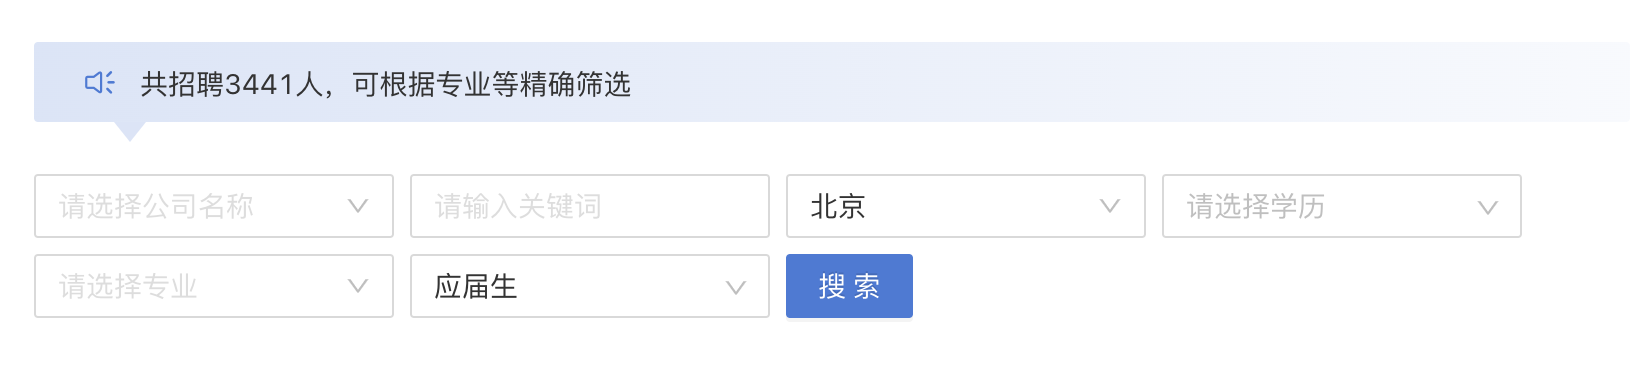 共招聘3441人，可根据专业等精确筛选
请选择公司名称 请输入关键词 北京 请选择学历
请选择专业 应届生 搜 索